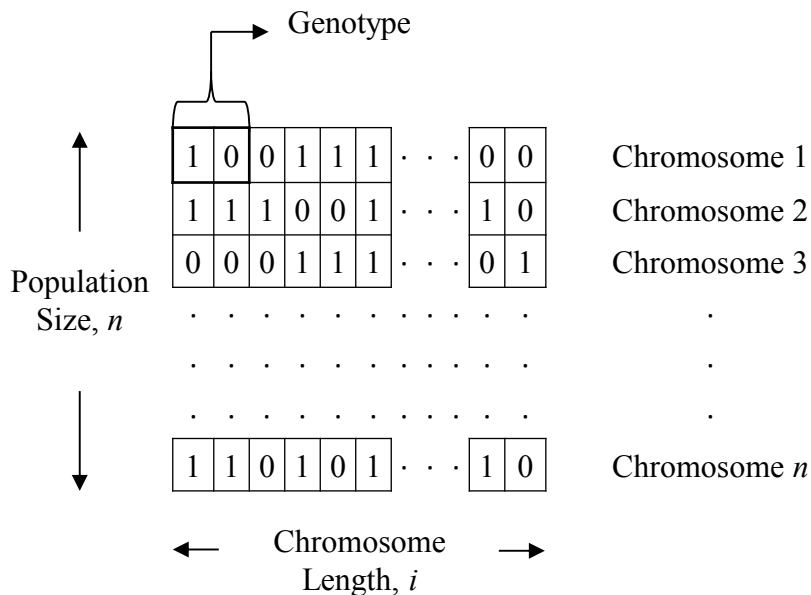 Genotype
1 0 0 1 1 1 · · · 0 0 Chromosome 1
1 1 1 0 0 1 · · · 1 0 Chromosome 2
0 0 0 1 1 1 · · · 0 1 Chromosome 3
Population
Size, n
· · · · · · · · · · · ·
· · · · · · · · · · · ·
· · · · · · · · · · · ·
1 1 0 1 0 1 · · · 1 0 Chromosome n
Chromosome
Length, i